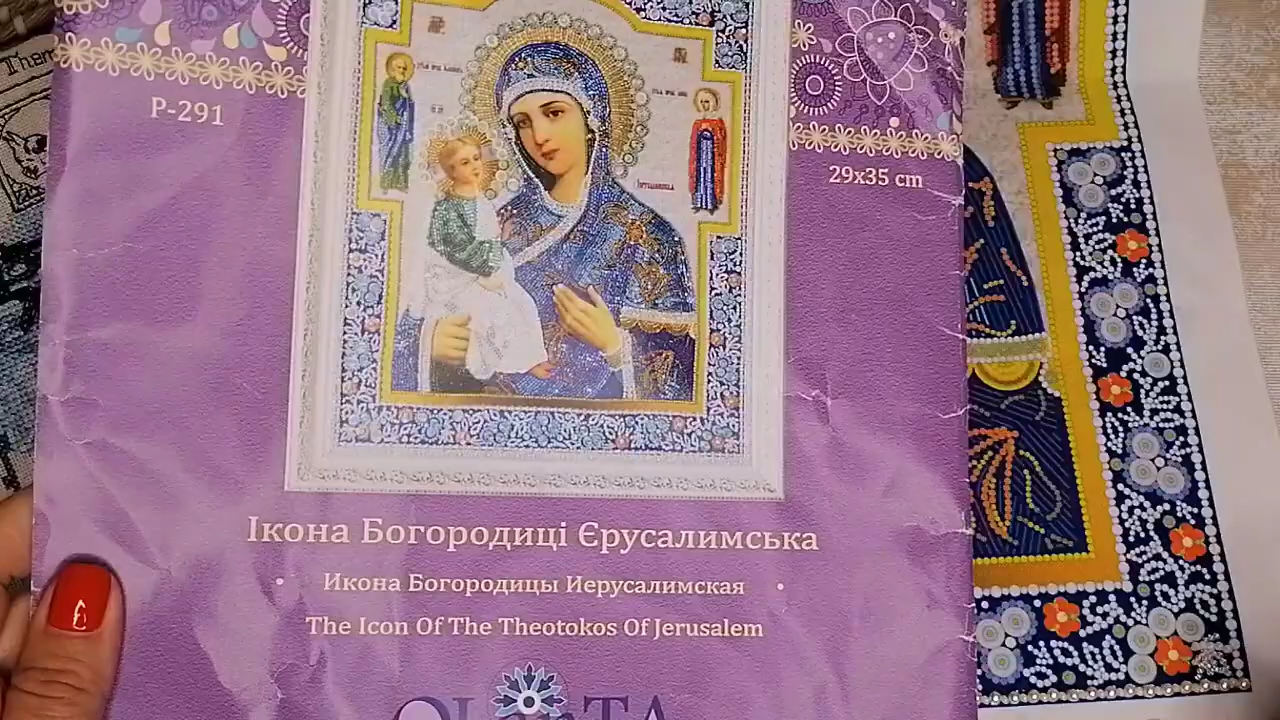 P-291
29x35 cm
Ікона Богородиці Єрусалимська
• Икона Богородицы Иерусалимская •
The Icon Of The Theotokos Of Jerusalem